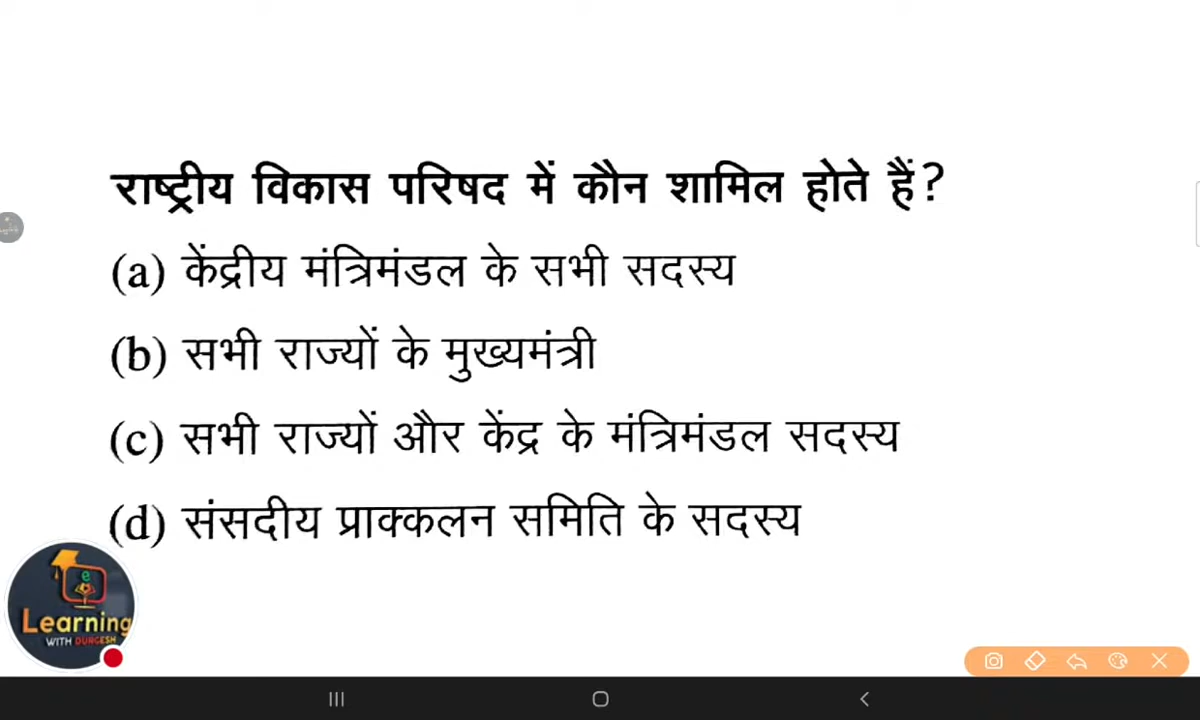 राष्ट्रीय विकास परिषद में कौन शामिल होते हैं?
(a) केंद्रीय मंत्रिमंडल के सभी सदस्य
(b) सभी राज्यों के मुख्यमंत्री
(c) सभी राज्यों और केंद्र के मंत्रिमंडल सदस्य
(d) संसदीय प्राक्कलन समिति के सदस्य
e
Learning
WITH DURGESH